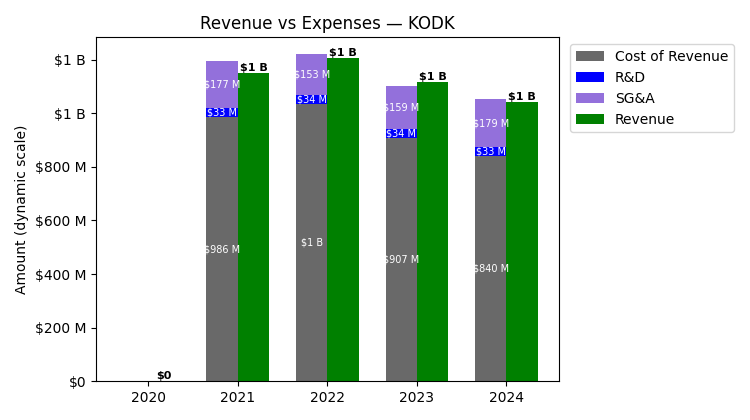 Revenue vs Expenses — KODK
Amount (dynamic scale)
$1 B
$1 B
$800 M
$600 M
$400 M
$200 M
$0
$0
$177 M
$33 M
$986 M
$1 B
$153 M
$34 M
$1 B
$1 B
$159 M
$34 M
$907 M
$1 B
$179 M
$33 M
$840 M
$1 B
2020
2021
2022
2023
2024
Cost of Revenue
R&D
SG&A
Revenue